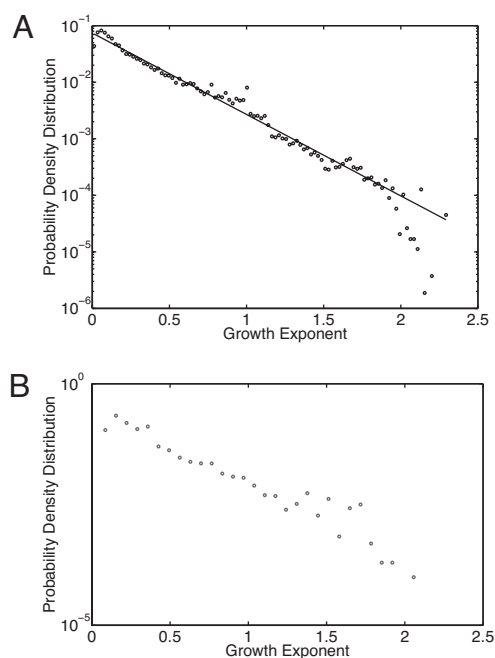 A
Probability Density Distribution
10^-1
10^-2
10^-3
10^-4
10^-5
10^-6
0 0.5 1 1.5 2 2.5
Growth Exponent
B
Probability Density Distribution
10^0
10^-5
0 0.5 1 1.5 2 2.5
Growth Exponent